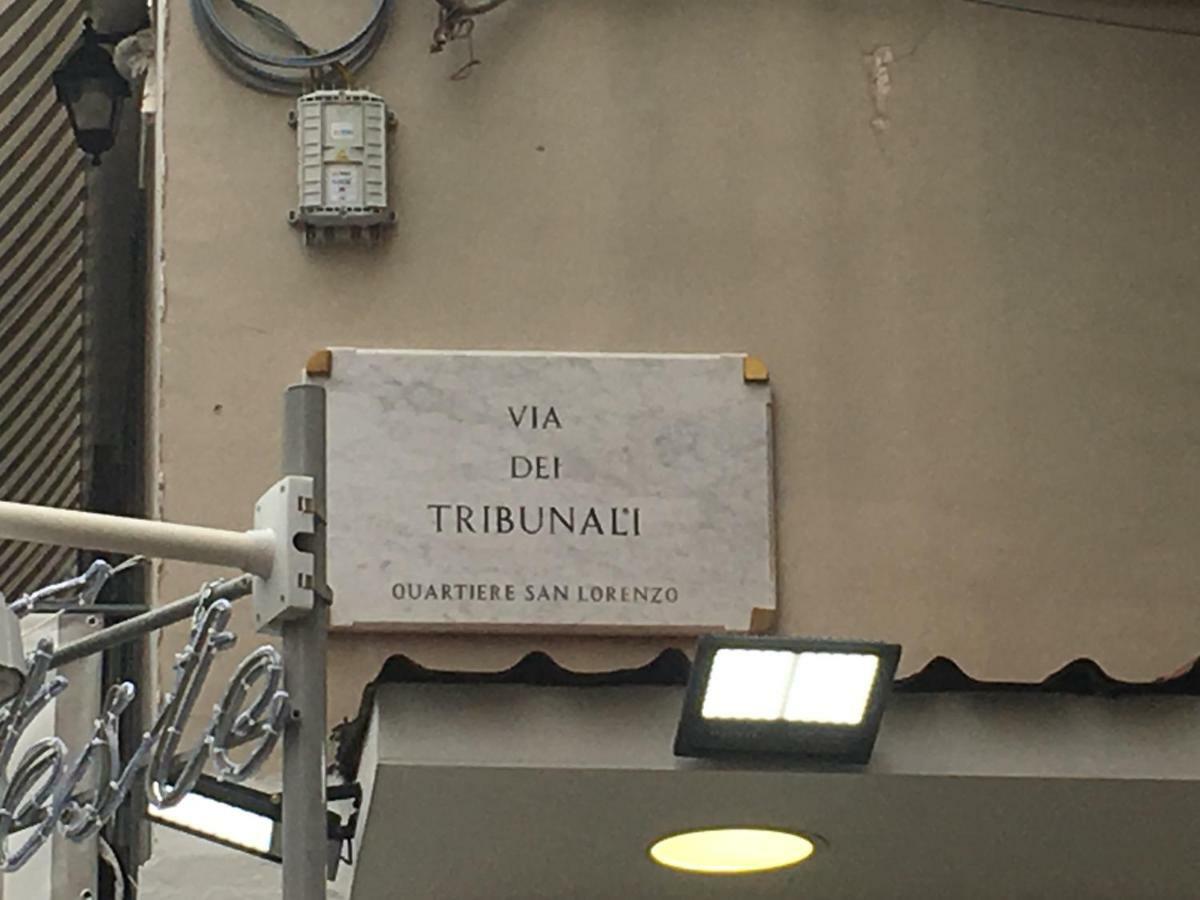 VIA
DEI
TRIBUNALI
QUARTIERE SAN LORENZO